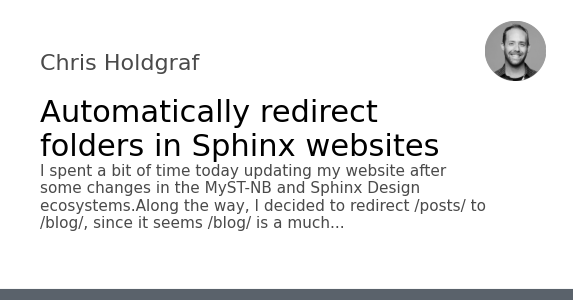 Chris Holdgraf
Automatically redirect
folders in Sphinx websites
I spent a bit of time today updating my website after
some changes in the MyST-NB and Sphinx Design
ecosystems.Along the way, I decided to redirect /posts/ to
/blog/, since it seems /blog/ is a much...